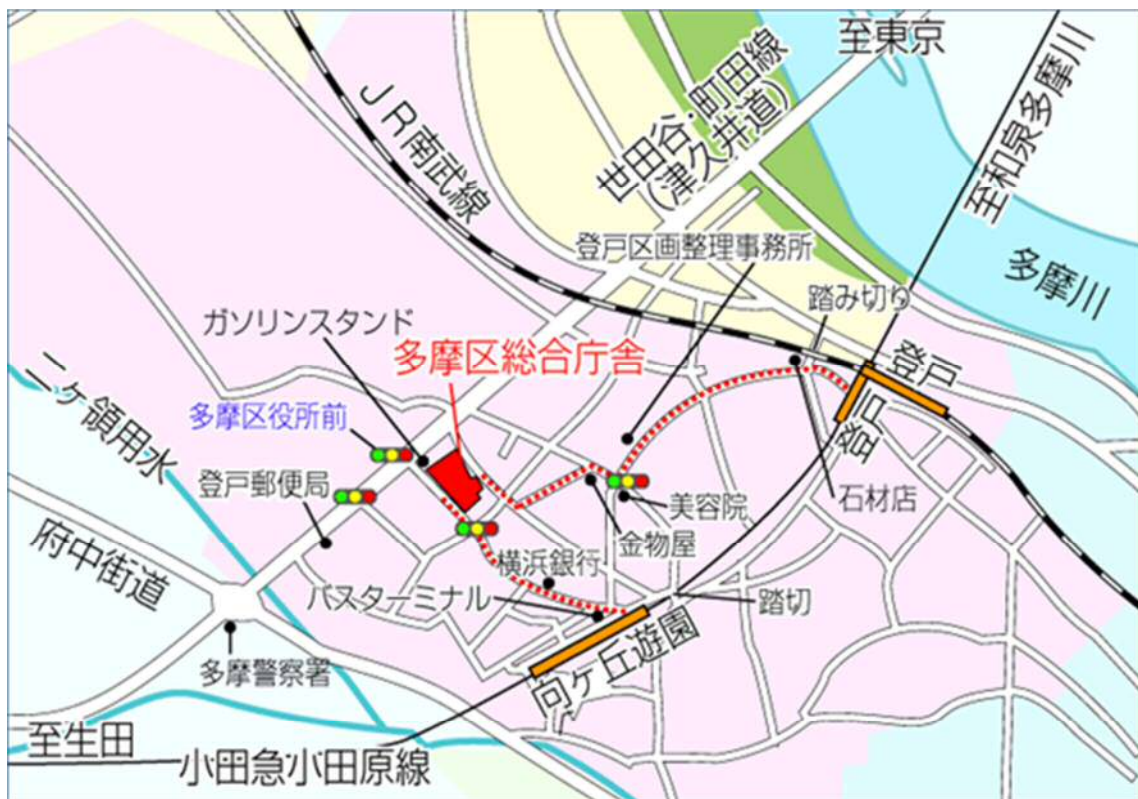 至東京
世田谷・町田線
(津久井道)
JR南武線
至和泉多摩川
登戸区画整理事務所
多摩川
踏み切り
ガソリンスタンド
多摩区総合庁舎
登戸
二ヶ領用水
多摩区役所前
登戸
登戸郵便局
石材店
美容院
金物屋
府中街道
横浜銀行
バスターミナル
踏切
向ヶ丘遊園
多摩警察署
至生田
小田急小田原線